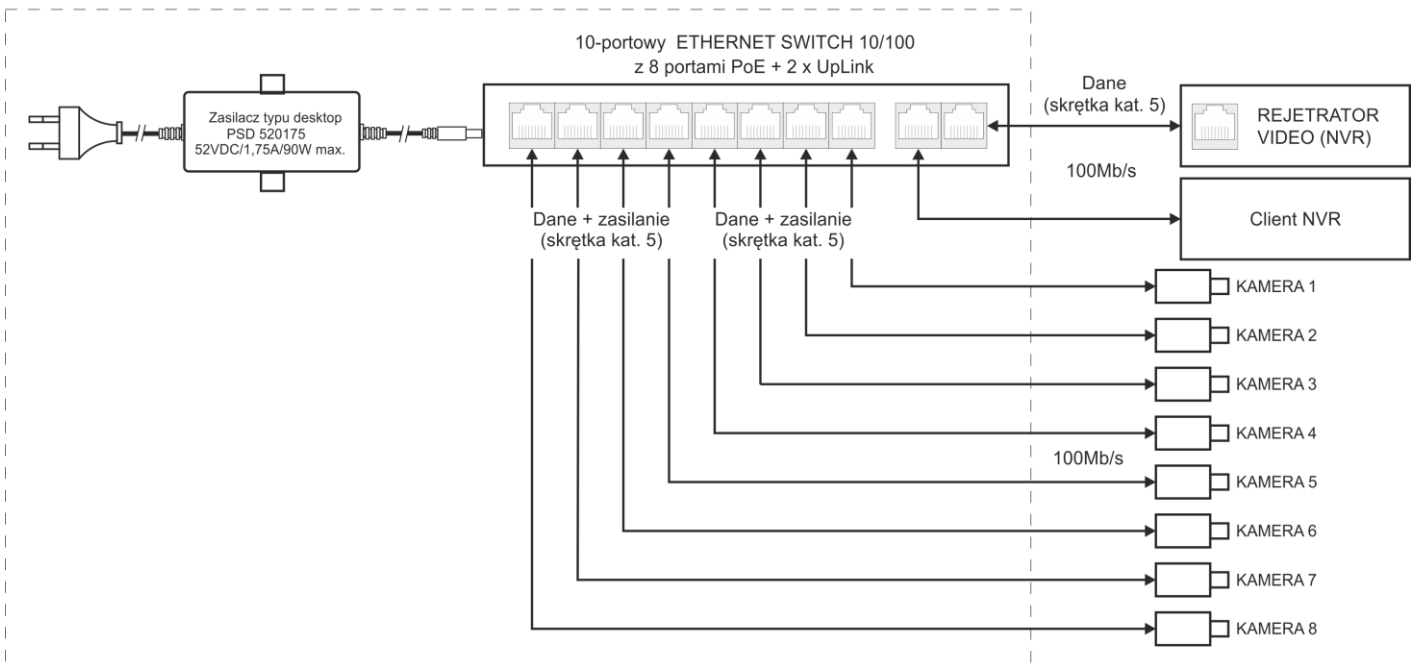 10-portowy ETHERNET SWITCH 10/100
z 8 portami PoE + 2 x UpLink
Zasilacz typu desktop
PSD 520175
52VDC/1,75A/90W max.
Dane
(skrętka kat. 5)
REJETRATOR
VIDEO (NVR)
100Mb/s
Client NVR
Dane + zasilanie
(skrętka kat. 5)
Dane + zasilanie
(skrętka kat. 5)
KAMERA 1
KAMERA 2
KAMERA 3
KAMERA 4
100Mb/s
KAMERA 5
KAMERA 6
KAMERA 7
KAMERA 8